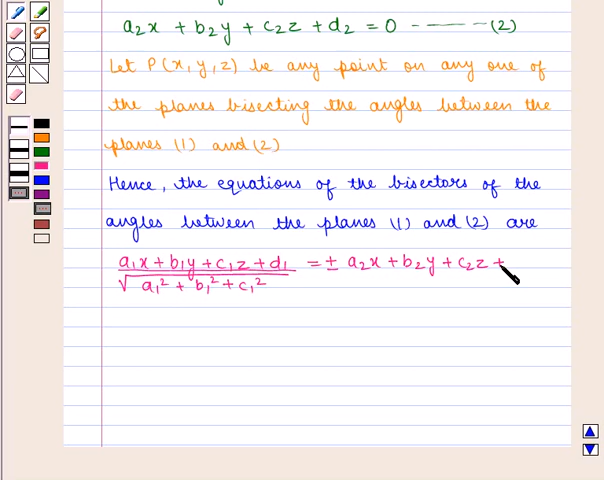 a₂x + b₂y + c₂z + d₂ = 0 ------- (2)
Let P(x, y, z) be any point on any one of
the planes bisecting the angles between the
planes (1) and (2)
Hence, the equations of the bisectors of the
angles between the planes (1) and (2) are
a₁x + b₁y + c₁z + d₁ = ± a₂x + b₂y + c₂z +
√ a₁² + b₁² + c₁²